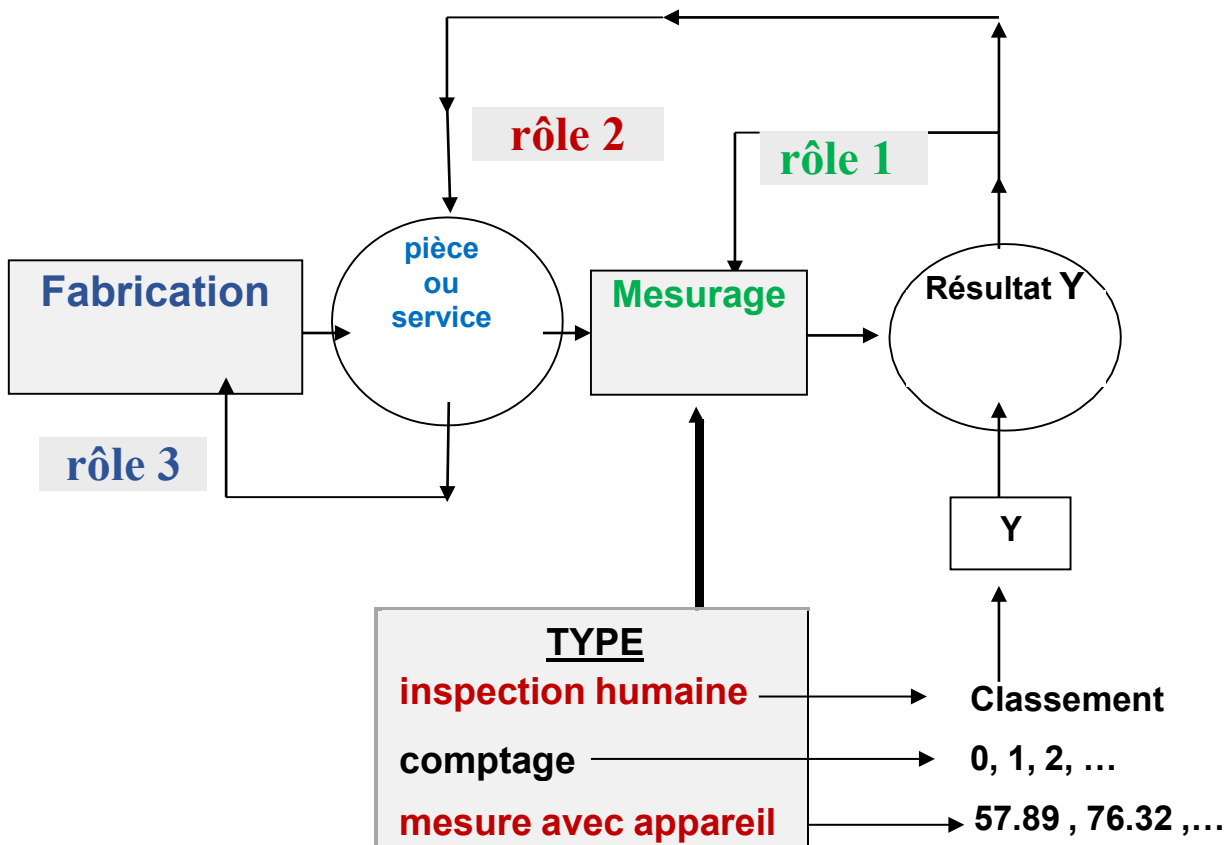 rôle 2
rôle 1
pièce
ou
service
Fabrication
Mesurage
Résultat Y
rôle 3
Y
TYPE
inspection humaine
Classement
comptage
0, 1, 2, …
mesure avec appareil
57.89 , 76.32 ,…